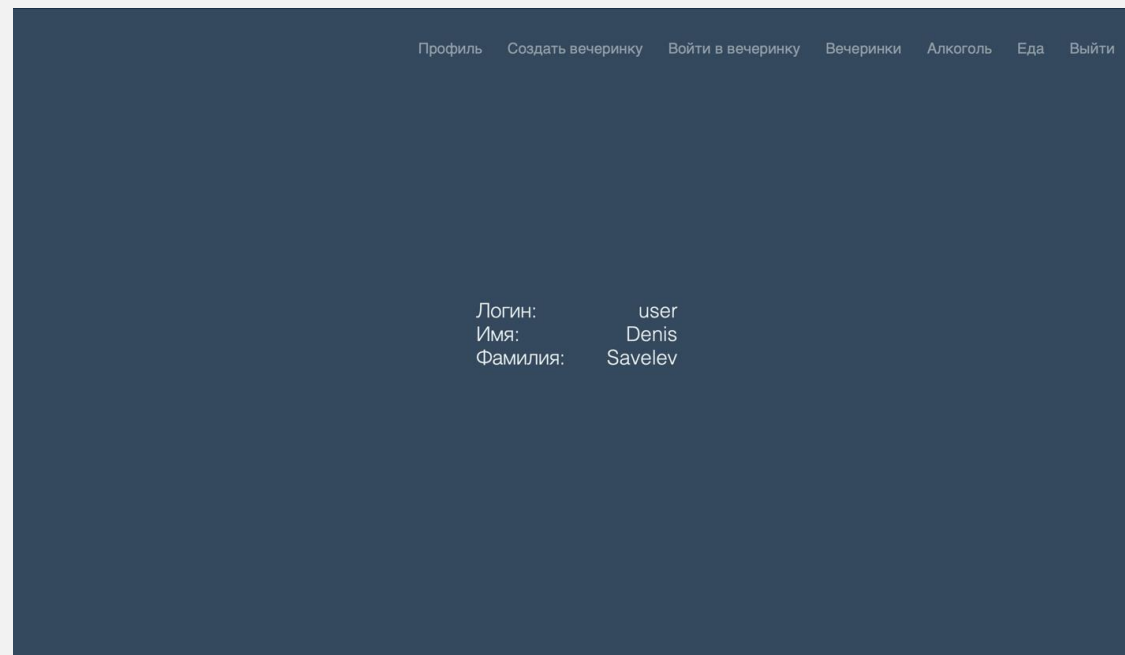 Профиль Создать вечеринку Войти в вечеринку Вечеринки Алкоголь Еда Выйти
Логин: user
Имя: Denis
Фамилия: Savelev